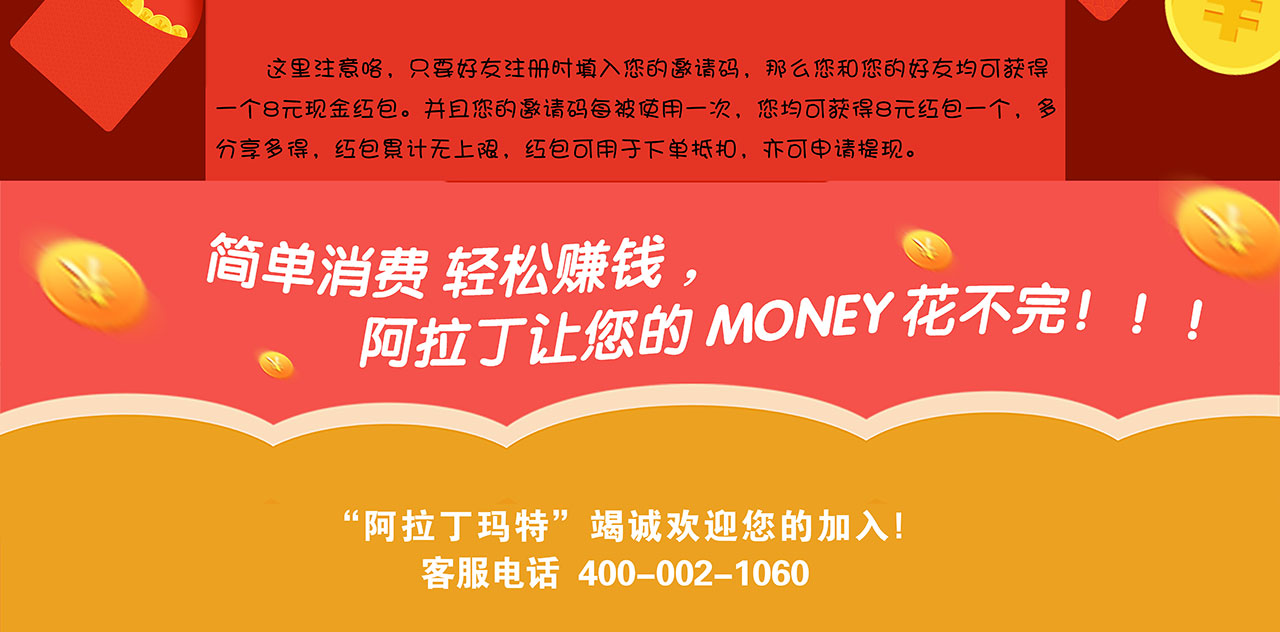 这里注意咯，只要好友注册时填入您的邀请码，那么您和您的好友均可获得
一个8元现金红包。并且您的邀请码每被使用一次，您均可获得8元红包一个，多
分享多得，红包累计无上限，红包可用于下单抵扣，亦可申请提现。
简单消费 轻松赚钱，
阿拉丁让您的 MONEY 花不完！！！
“阿拉丁玛特”竭诚欢迎您的加入！
客服电话 400-002-1060